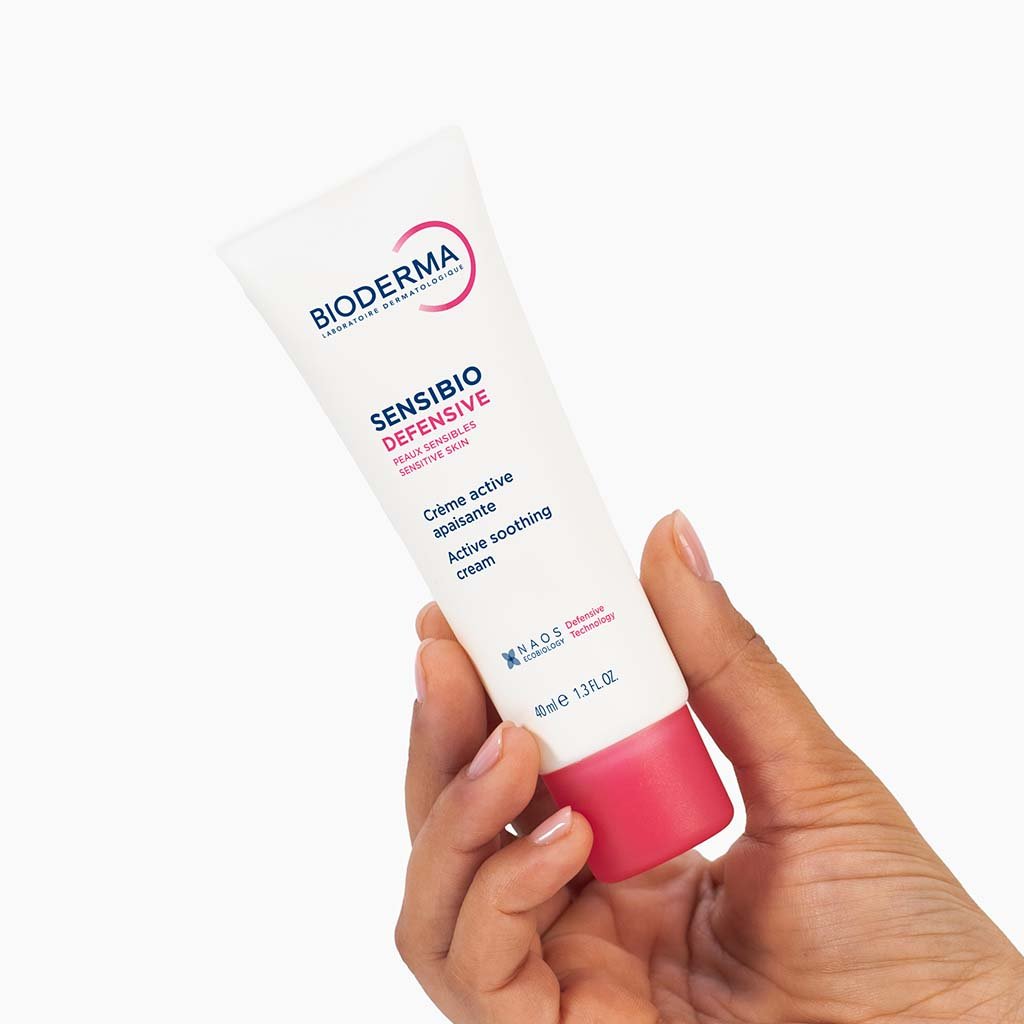 BIODERMA
LABORATOIRE DERMATOLOGIQUE
SENSIBIO
DEFENSIVE
PEAUX SENSIBLES
SENSITIVE SKIN
Crème active
apaisante
Active soothing
cream
NAOS
ECOBIOLOGY
Defensive
Technology
40 ml e 1.3 FL. OZ.